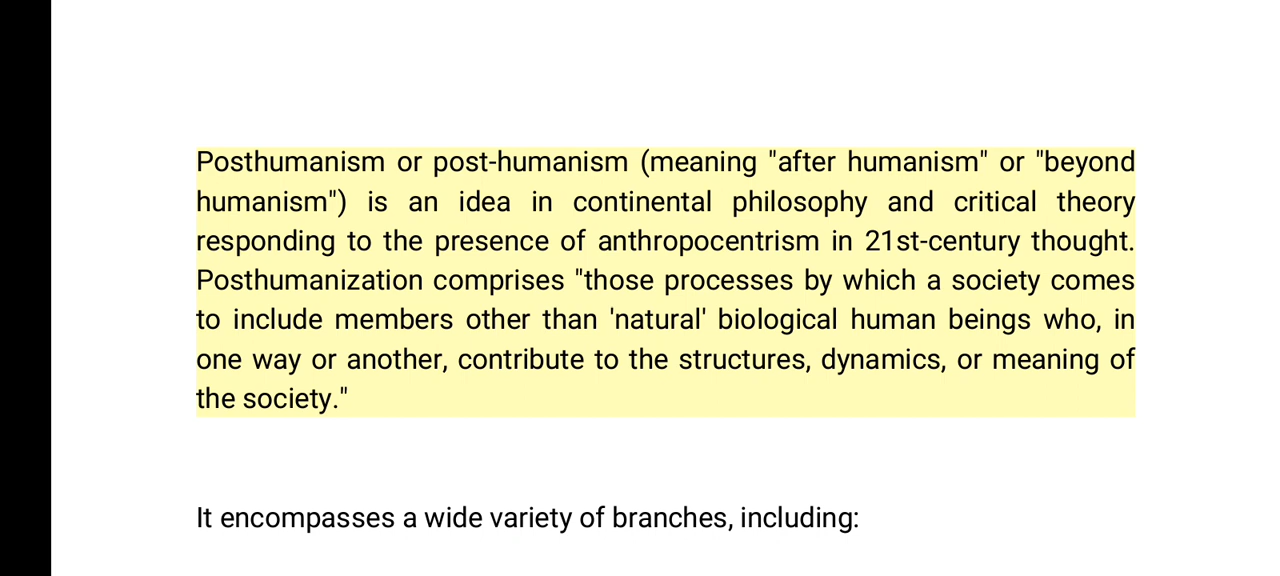 Posthumanism or post-humanism (meaning "after humanism" or "beyond
humanism") is an idea in continental philosophy and critical theory
responding to the presence of anthropocentrism in 21st-century thought.
Posthumanization comprises "those processes by which a society comes
to include members other than 'natural' biological human beings who, in
one way or another, contribute to the structures, dynamics, or meaning of
the society."
It encompasses a wide variety of branches, including: